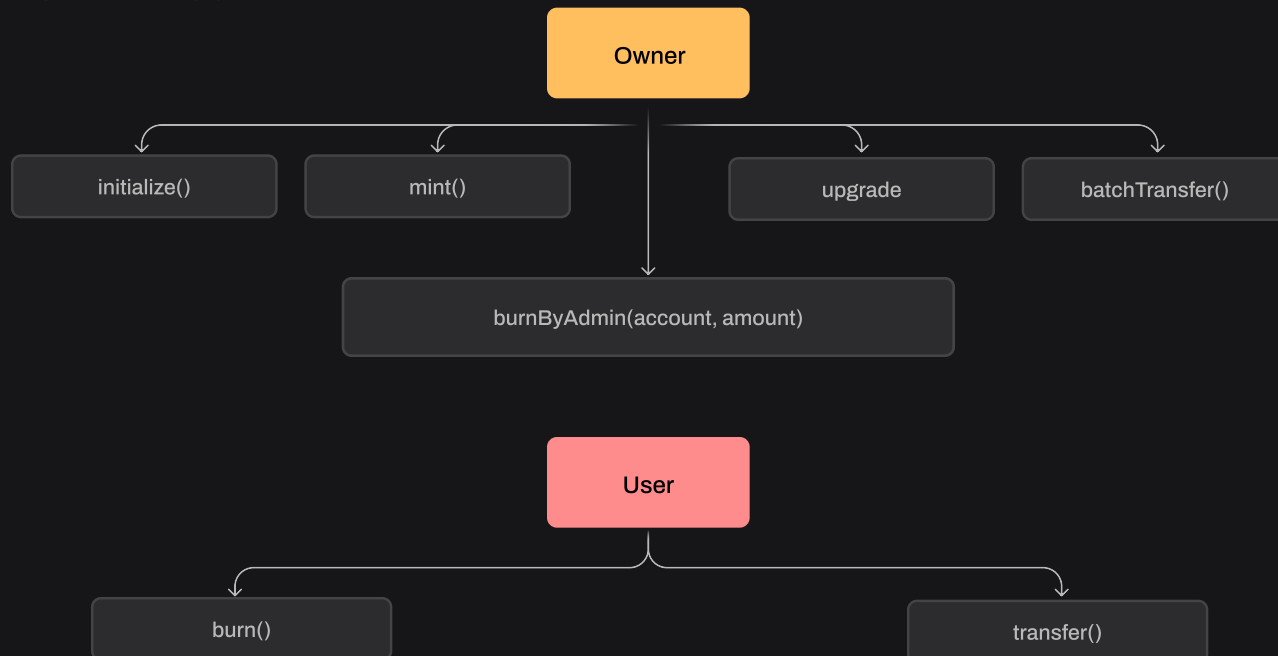 Owner
initialize()
mint()
upgrade
batchTransfer()
burnByAdmin(account, amount)
User
burn()
transfer()